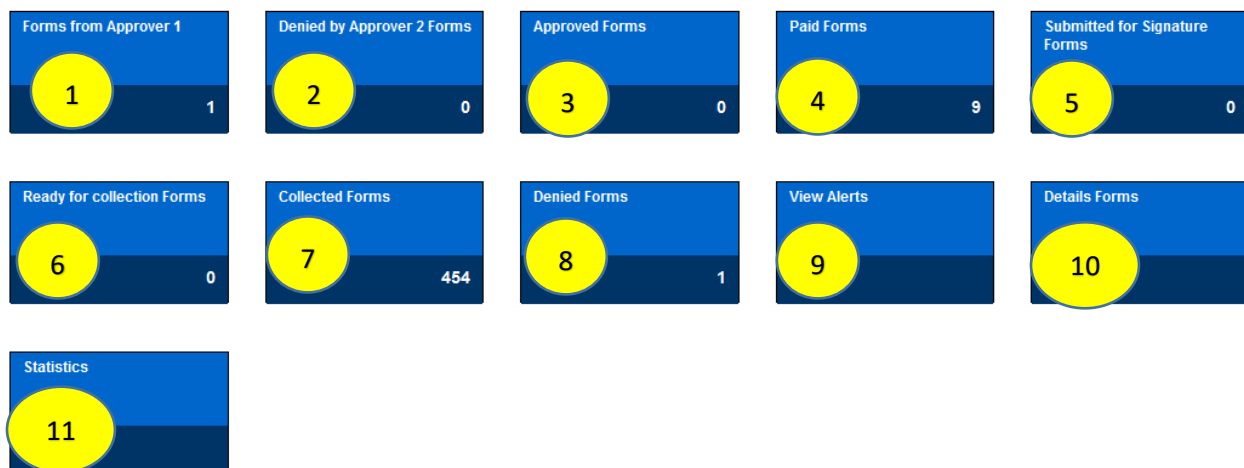 Forms from Approver 1
1
1
Denied by Approver 2 Forms
2
0
Approved Forms
3
0
Paid Forms
4
9
Submitted for Signature
Forms
5
0
Ready for collection Forms
6
0
Collected Forms
7
454
Denied Forms
8
1
View Alerts
9
Details Forms
10
Statistics
11